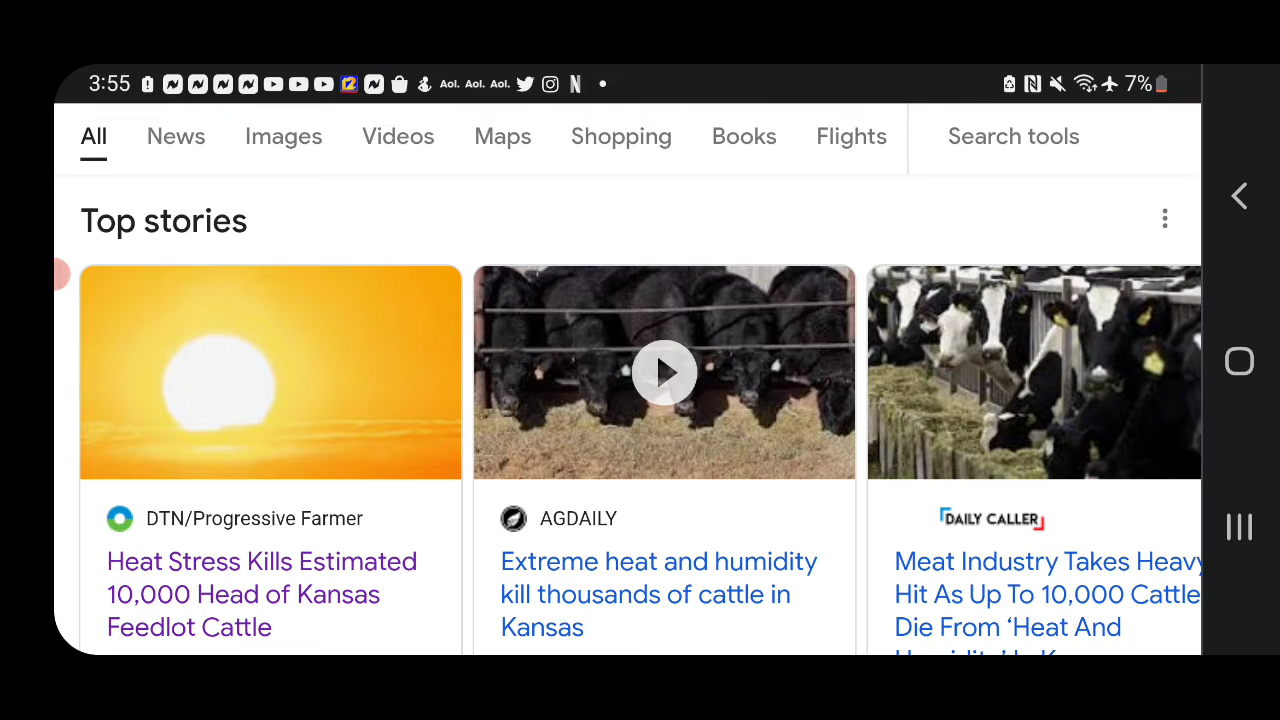 3:55 Aol. Aol. Aol. N 7%
All News Images Videos Maps Shopping Books Flights Search tools
Top stories
DTN/Progressive Farmer
Heat Stress Kills Estimated
10,000 Head of Kansas
Feedlot Cattle
AGDAILY
Extreme heat and humidity
kill thousands of cattle in
Kansas
DAILY CALLER
Meat Industry Takes Heavy
Hit As Up To 10,000 Cattle
Die From ‘Heat And